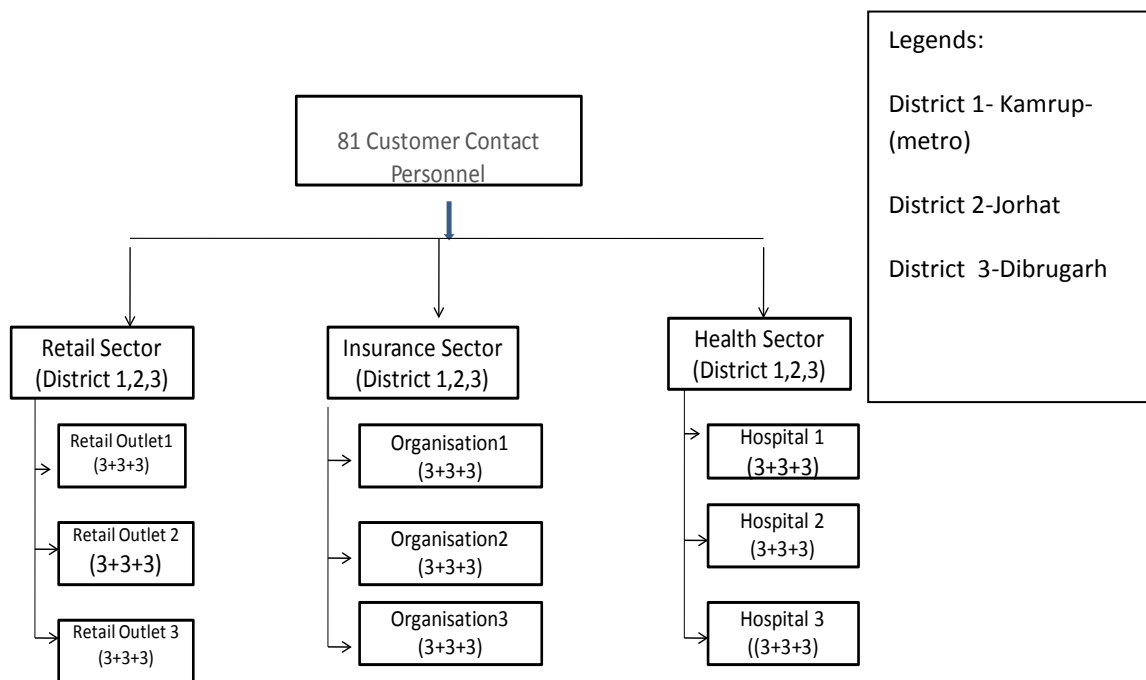 Legends:
District 1- Kamrup-
(metro)
District 2-Jorhat
District  3-Dibrugarh
81 Customer Contact
Personnel
Retail Sector
(District 1,2,3)
Retail Outlet1
(3+3+3)
Retail Outlet 2
(3+3+3)
Retail Outlet 3
(3+3+3)
Insurance Sector
(District 1,2,3)
Organisation1
(3+3+3)
Organisation2
(3+3+3)
Organisation3
(3+3+3)
Health Sector
(District 1,2,3)
Hospital 1
(3+3+3)
Hospital 2
(3+3+3)
Hospital 3
((3+3+3)